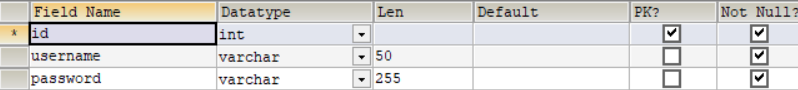 Field Name Datatype Len Default PK? Not Null?
* id int
username varchar 50
password varchar 255